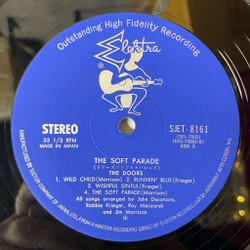 Outstanding High Fidelity Recording
Elektra
STEREO
33 1/3 RPM
MADE IN JAPAN
SJET-8161
SIDE 2
THE SOFT PARADE
THE DOORS
1. WILD CHILD (Morrison) 2. RUNNIN' BLUE (Krieger)
3. WISHFUL SINFUL (Krieger)
4. THE SOFT PARADE (Morrison)
All songs arranged by John Densmore,
Robbie Krieger, Ray Manzarek
and Jim Morrison